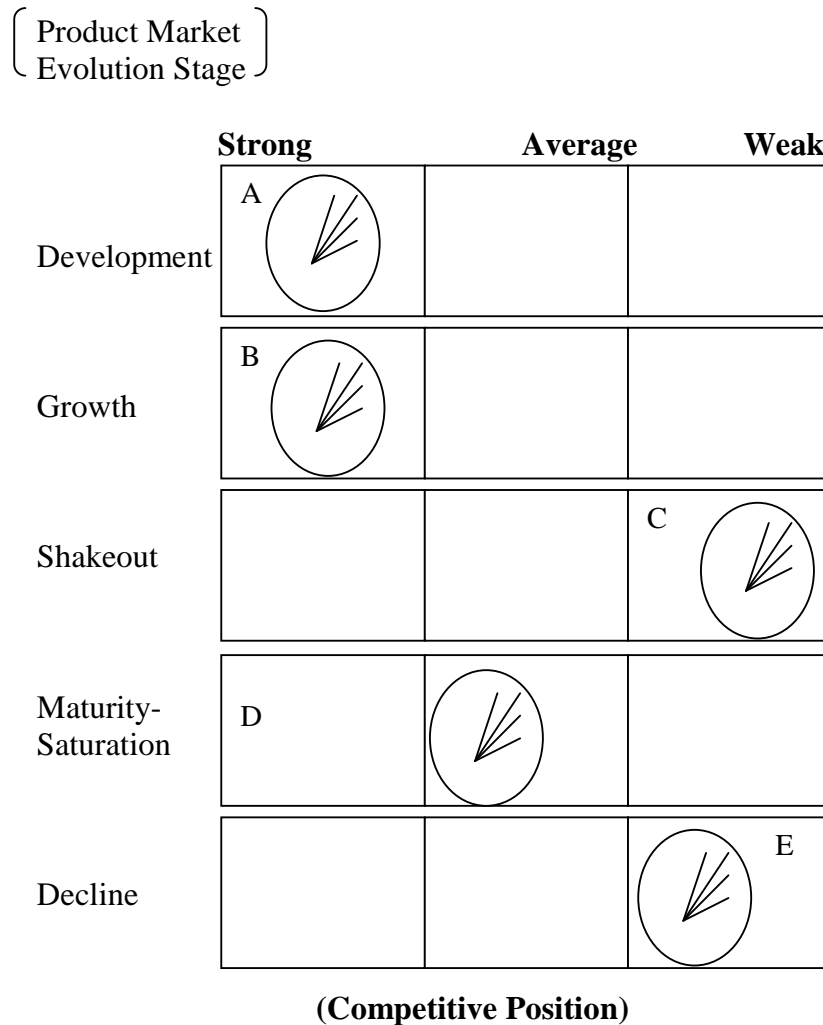 Product Market
Evolution Stage
Strong Average Weak
A
Development
B
Growth
C
Shakeout
Maturity-
Saturation
D
E
Decline
(Competitive Position)